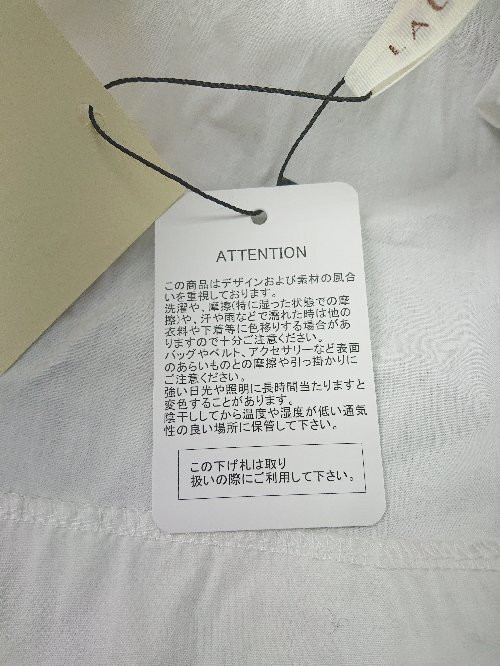 LAC
ATTENTION
この商品はデザインおよび素材の風合
いを重視しております。
洗濯や、摩擦(特に湿った状態での摩
擦)や、汗や雨などで濡れた時は他の
衣料や下着等に色移りする場合があ
りますので十分ご注意ください。
バッグやベルト、アクセサリーなど表面
のあらいものとの摩擦や引っ掛かりに
ご注意ください。
強い日光や照明に長時間当たりますと
変色することがあります。
陰干ししてから温度や湿度が低い通気
性の良い場所に保管して下さい。
この下げ札は取り
扱いの際にご利用して下さい。